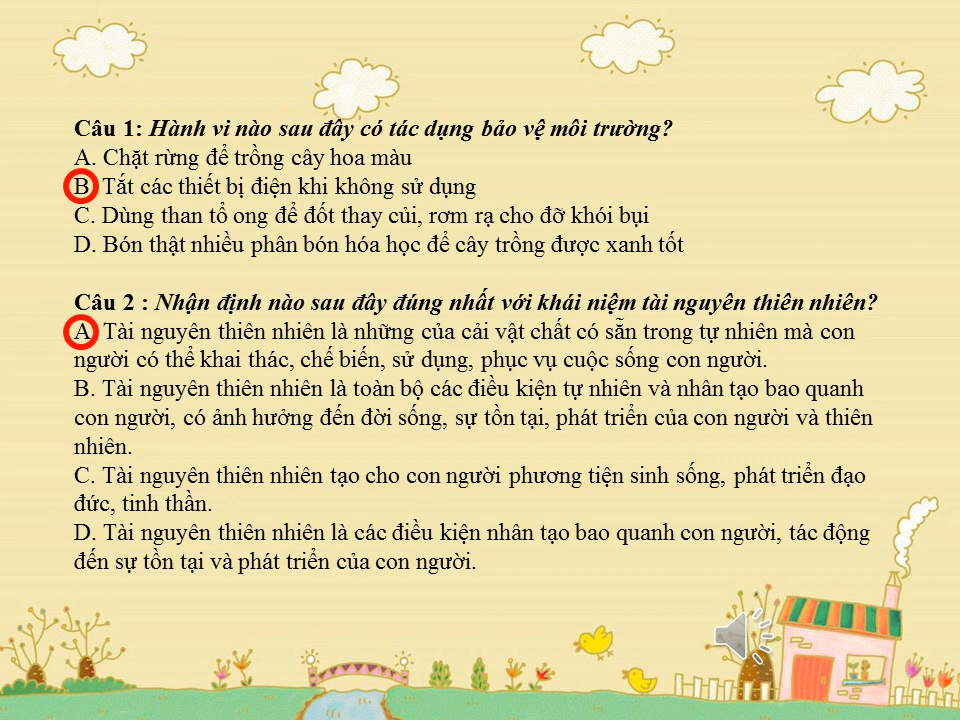 Câu 1: Hành vi nào sau đây có tác dụng bảo vệ môi trường?
A. Chặt rừng để trồng cây hoa màu
B. Tắt các thiết bị điện khi không sử dụng
C. Dùng than tổ ong để đốt thay củi, rơm rạ cho đỡ khói bụi
D. Bón thật nhiều phân bón hóa học để cây trồng được xanh tốt
Câu 2 : Nhận định nào sau đây đúng nhất với khái niệm tài nguyên thiên nhiên?
A. Tài nguyên thiên nhiên là những của cải vật chất có sẵn trong tự nhiên mà con
người có thể khai thác, chế biến, sử dụng, phục vụ cuộc sống con người.
B. Tài nguyên thiên nhiên là toàn bộ các điều kiện tự nhiên và nhân tạo bao quanh
con người, có ảnh hưởng đến đời sống, sự tồn tại, phát triển của con người và thiên
nhiên.
C. Tài nguyên thiên nhiên tạo cho con người phương tiện sinh sống, phát triển đạo
đức, tinh thần.
D. Tài nguyên thiên nhiên là các điều kiện nhân tạo bao quanh con người, tác động
đến sự tồn tại và phát triển của con người.